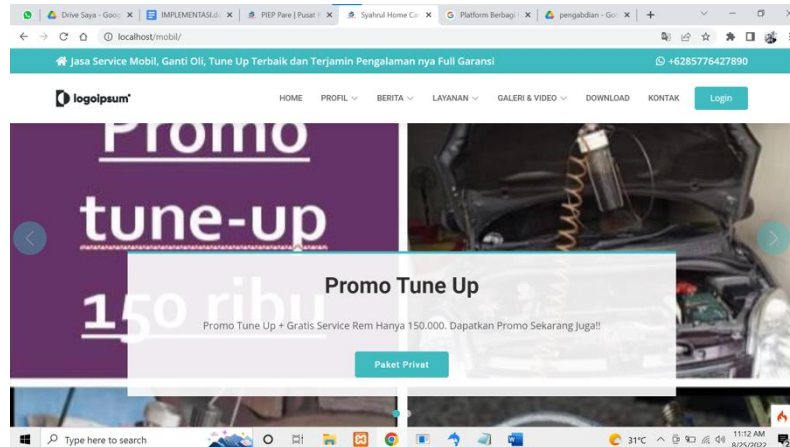 Drive Saya - Goog
IMPLEMENTASI.d
PIEP Pare | Pusat
Syahrul Home Car
Platform Berbagi
pengabdian - Goo
localhost/mobil/
Jasa Service Mobil, Ganti Oli, Tune Up Terbaik dan Terjamin Pengalaman nya Full Garansi
+6285776427890
logoipsum
HOME PROFIL BERITA LAYANAN GALERI & VIDEO DOWNLOAD KONTAK Login
Promo
tune-up
150 ribu
Promo Tune Up
Promo Tune Up + Gratis Service Rem Hanya 150.000. Dapatkan Promo Sekarang Juga!!
Paket Privat
Type here to search
31°C
11:12 AM
8/25/2022